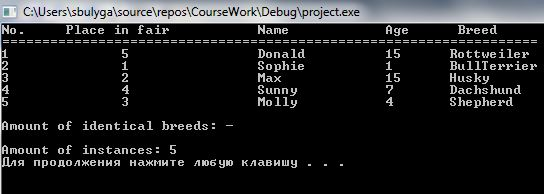 C:\Users\sbulyga\source\repos\CourseWork\Debug\project.exe
No. Place in fair Name Age Breed
1 5 Donald 15 Rottweiler
2 1 Sophie 1 BullTerrier
3 2 Max 15 Husky
4 4 Sunny 7 Dachshund
5 3 Molly 4 Shepherd
Amount of identical breeds: -
Amount of instances: 5
Для продолжения нажмите любую клавишу . . .